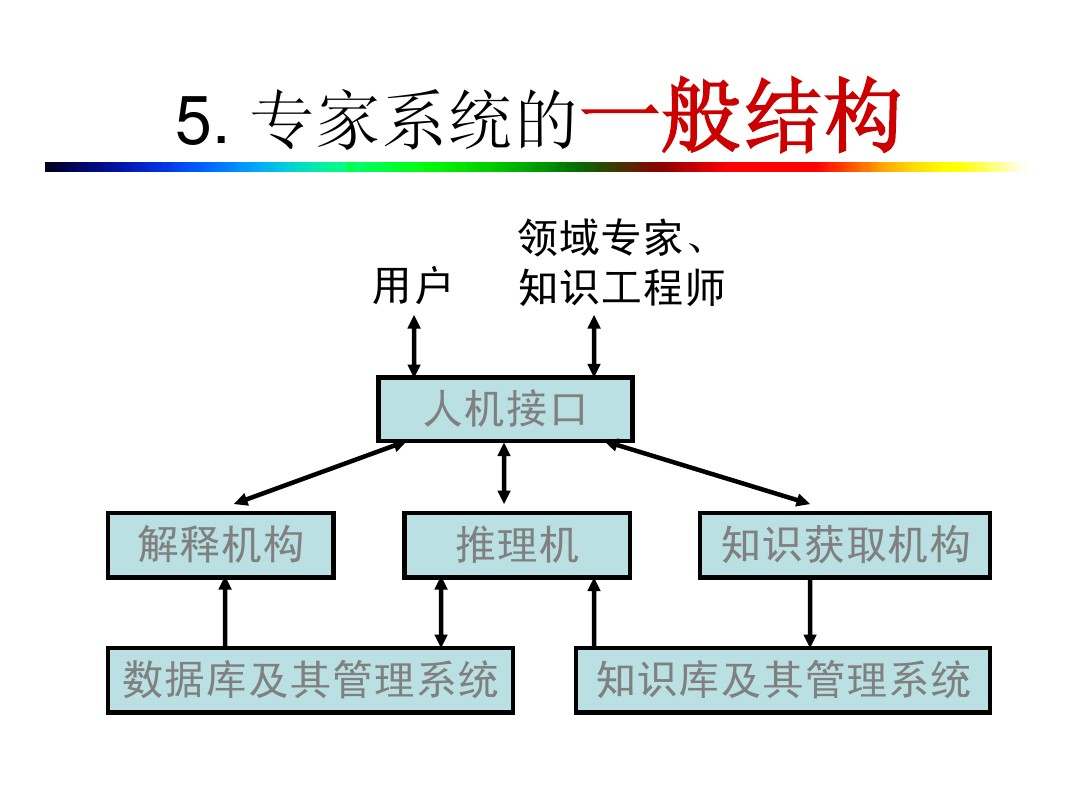 5. 专家系统的一般结构
领域专家、
用户
知识工程师
人机接口
解释机构
推理机
知识获取机构
数据库及其管理系统
知识库及其管理系统